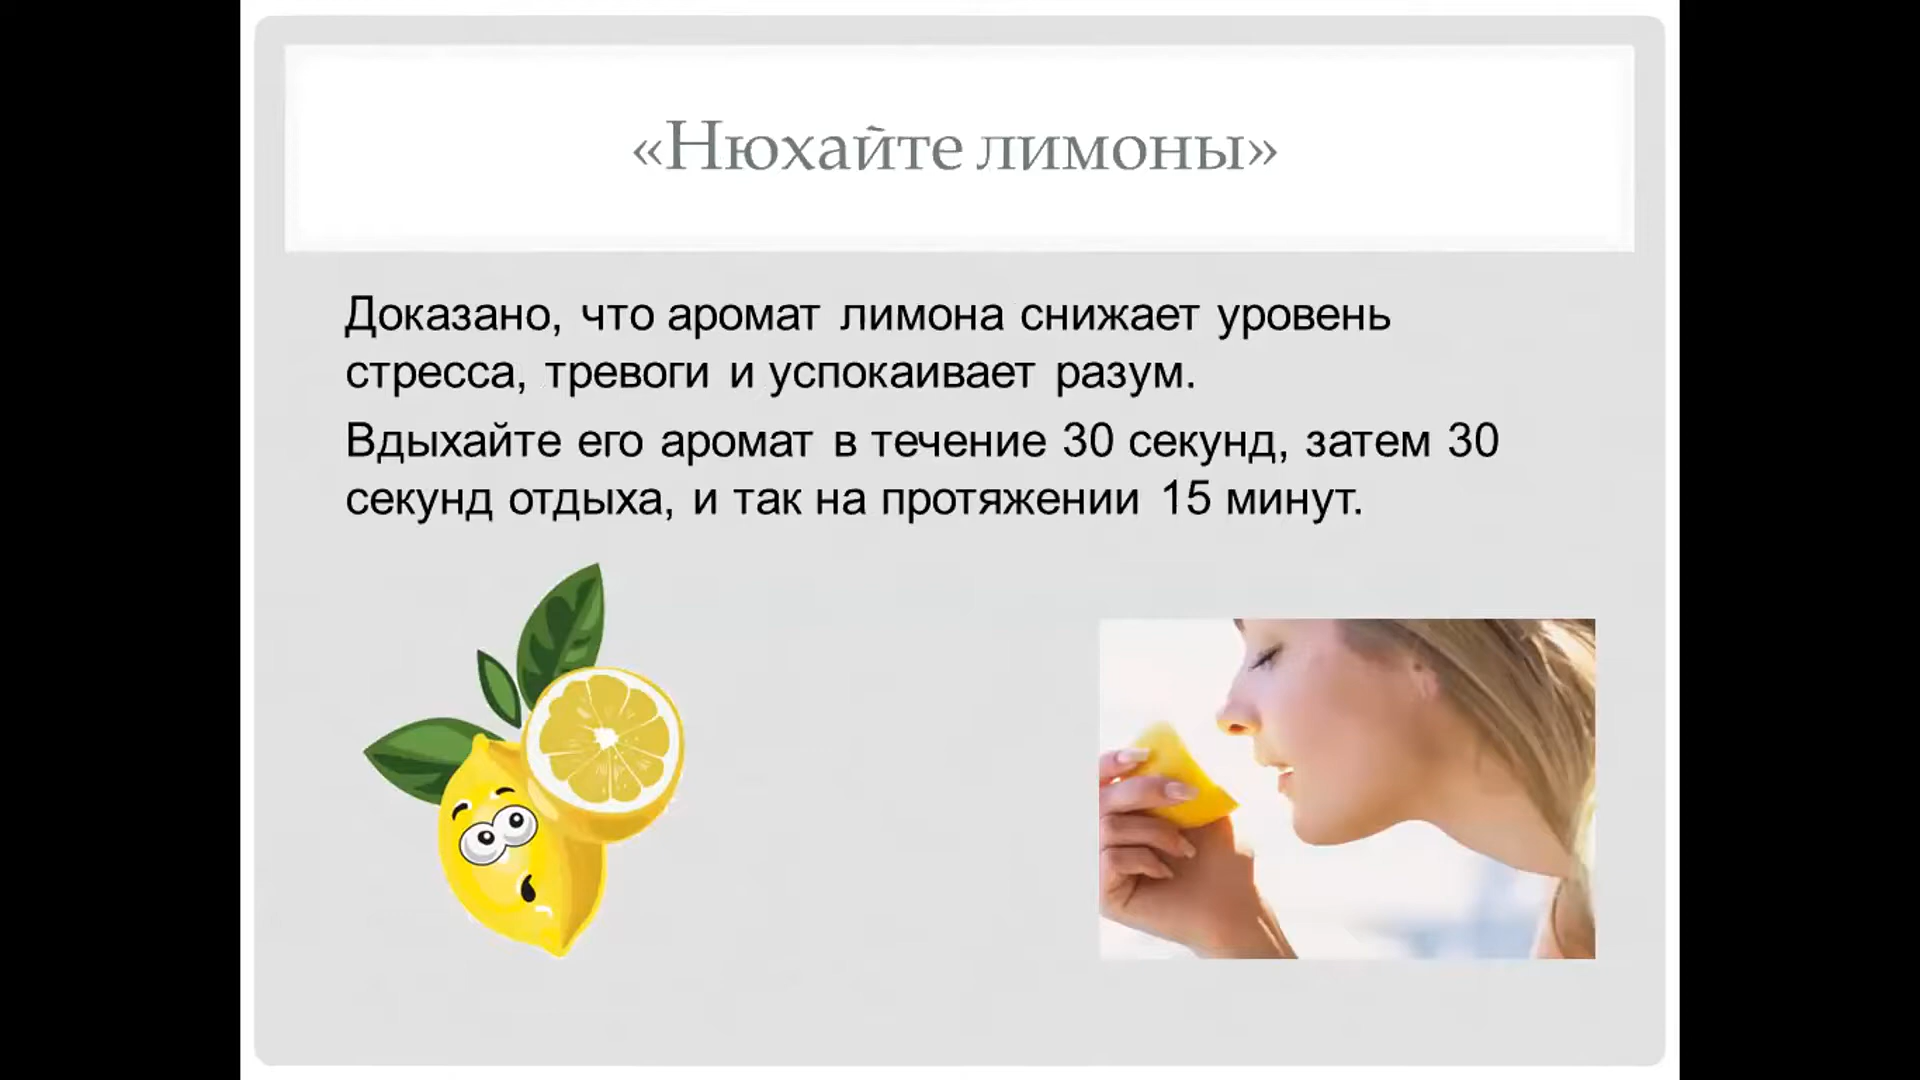 «Нюхайте лимоны»
Доказано, что аромат лимона снижает уровень
стресса, тревоги и успокаивает разум.
Вдыхайте его аромат в течение 30 секунд, затем 30
секунд отдыха, и так на протяжении 15 минут.